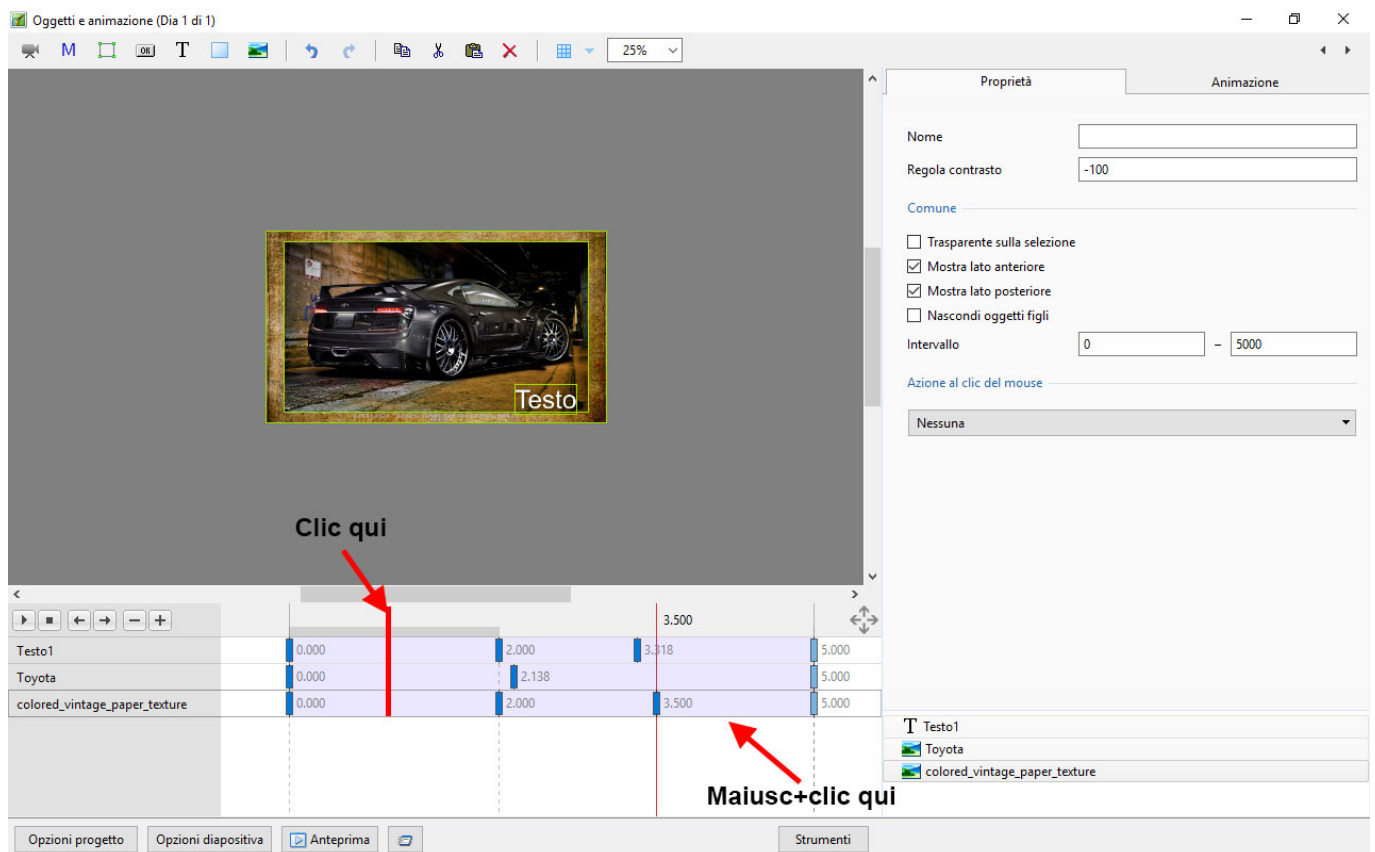 Oggetti e animazione (Dia 1 di 1)
M OK T 25%
Proprietà Animazione
Nome
Regola contrasto -100
Comune
Trasparente sulla selezione
Mostra lato anteriore
Mostra lato posteriore
Nascondi oggetti figli
Intervallo 0 – 5000
Azione al clic del mouse
Nessuna
Testo
Clic qui
3.500
Testo1 0.000 2.000 3.318 5.000
Toyota 0.000 2.138 5.000
colored_vintage_paper_texture 0.000 2.000 3.500 5.000
T Testo1
Toyota
colored_vintage_paper_texture
Maiusc+clic qui
Opzioni progetto Opzioni diapositiva Anteprima Strumenti